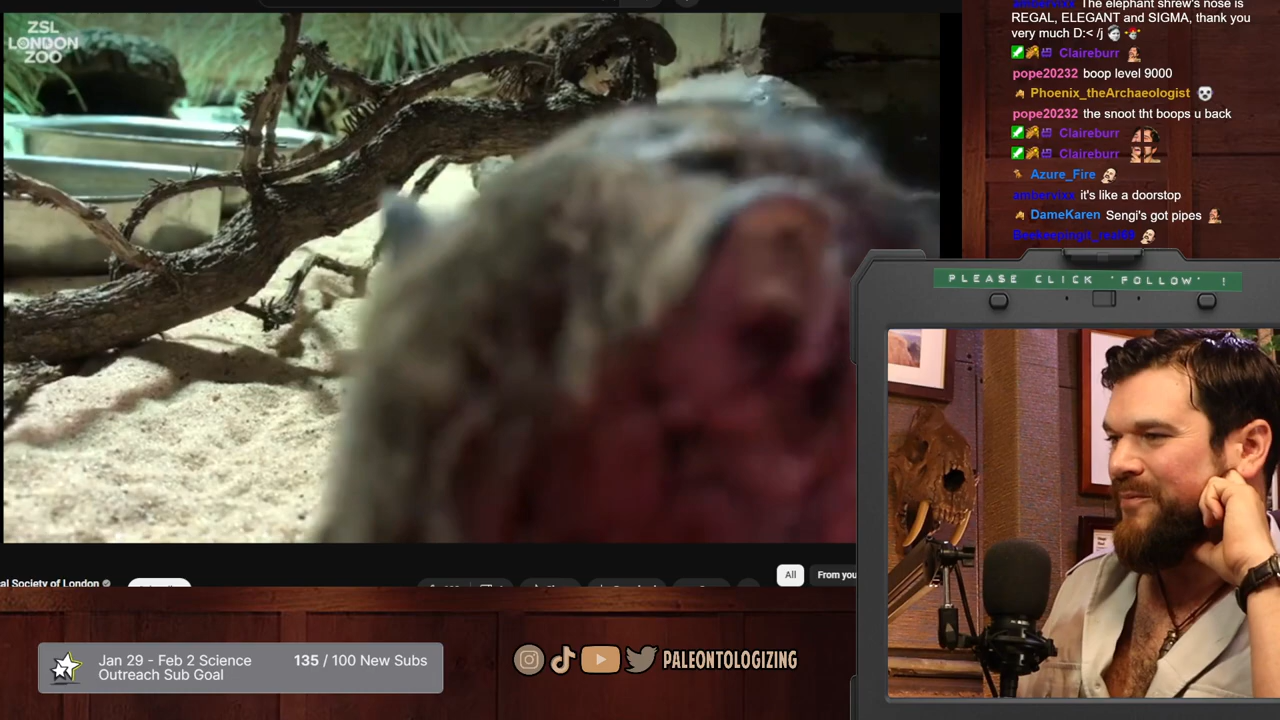 ZSL
LONDON
ZOO
ambervixx The elephant shrew's nose is
REGAL, ELEGANT and SIGMA, thank you
very much D:< /j
Claireburr
pope20232 boop level 9000
Phoenix_theArchaeologist
pope20232 the snoot tht boops u back
Claireburr
Claireburr
Azure_Fire
ambervixx it's like a doorstop
DameKaren Sengi's got pipes
PLEASE CLICK 'FOLLOW' !
al Society of London
All
From you
Jan 29 - Feb 2 Science
Outreach Sub Goal
135 / 100 New Subs
PALEONTOLOGIZING